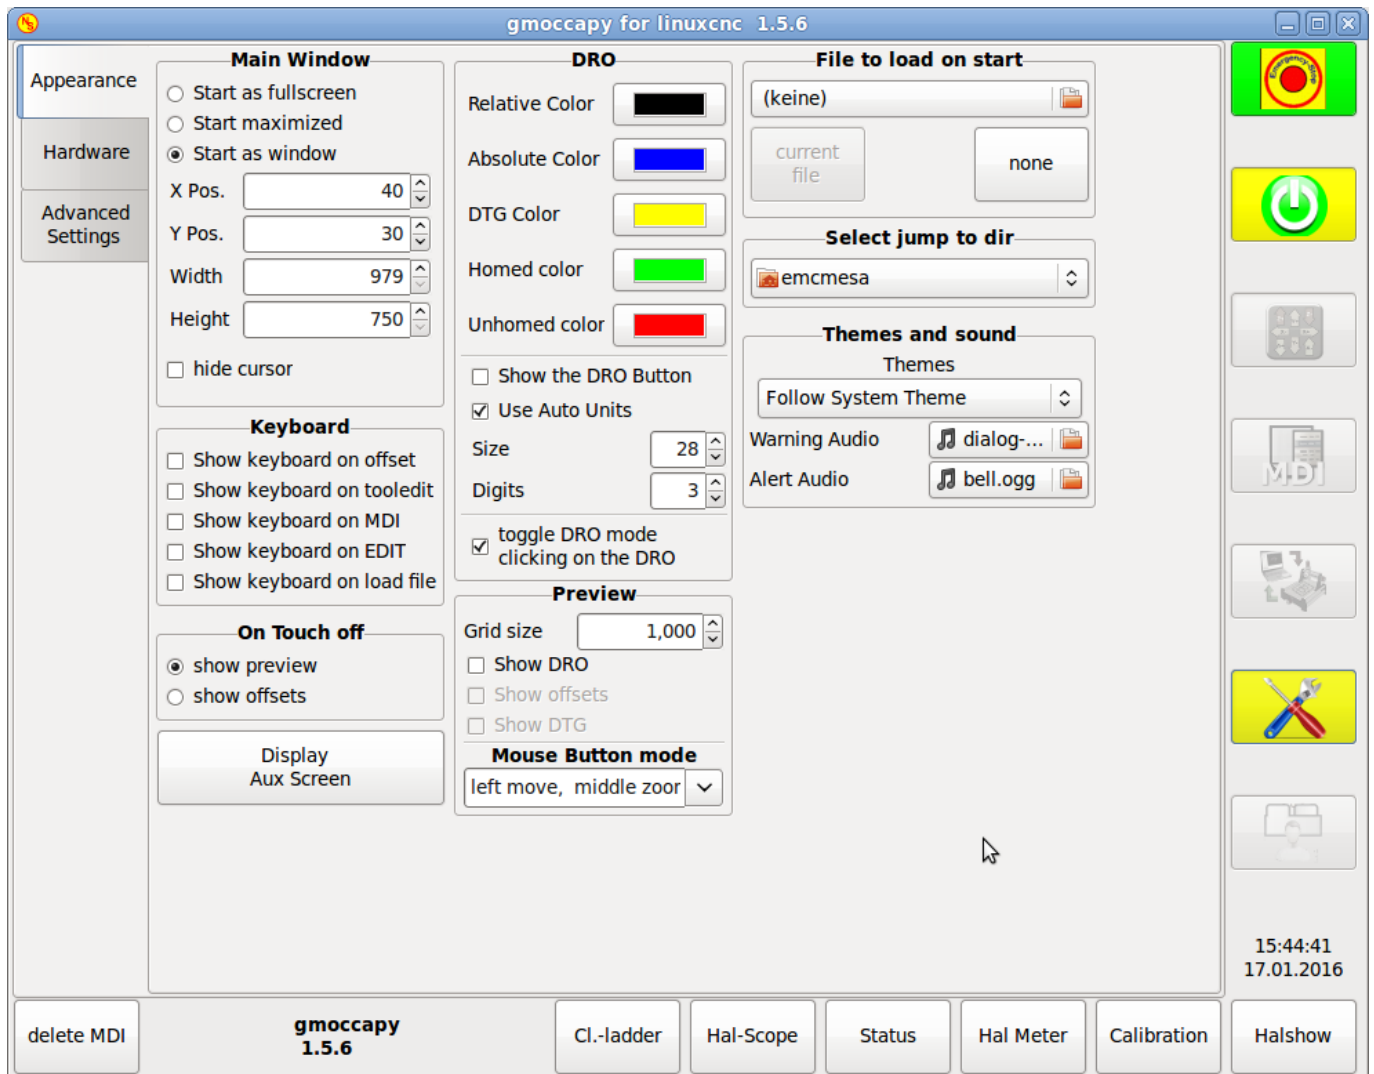 gmoccapy for linuxcnc 1.5.6
Appearance
Hardware
Advanced
Settings
Main Window
Start as fullscreen
Start maximized
Start as window
X Pos. 40
Y Pos. 30
Width 979
Height 750
hide cursor
Keyboard
Show keyboard on offset
Show keyboard on tooledit
Show keyboard on MDI
Show keyboard on EDIT
Show keyboard on load file
On Touch off
show preview
show offsets
Display
Aux Screen
DRO
Relative Color
Absolute Color
DTG Color
Homed color
Unhomed color
Show the DRO Button
Use Auto Units
Size 28
Digits 3
toggle DRO mode
clicking on the DRO
Preview
Grid size 1,000
Show DRO
Show offsets
Show DTG
Mouse Button mode
left move, middle zoor
File to load on start
(keine)
current
file
none
Select jump to dir
emcmesa
Themes and sound
Themes
Follow System Theme
Warning Audio dialog-...
Alert Audio bell.ogg
Emergency-Stop
MDI
15:44:41
17.01.2016
delete MDI
gmoccapy
1.5.6
Cl.-ladder
Hal-Scope
Status
Hal Meter
Calibration
Halshow